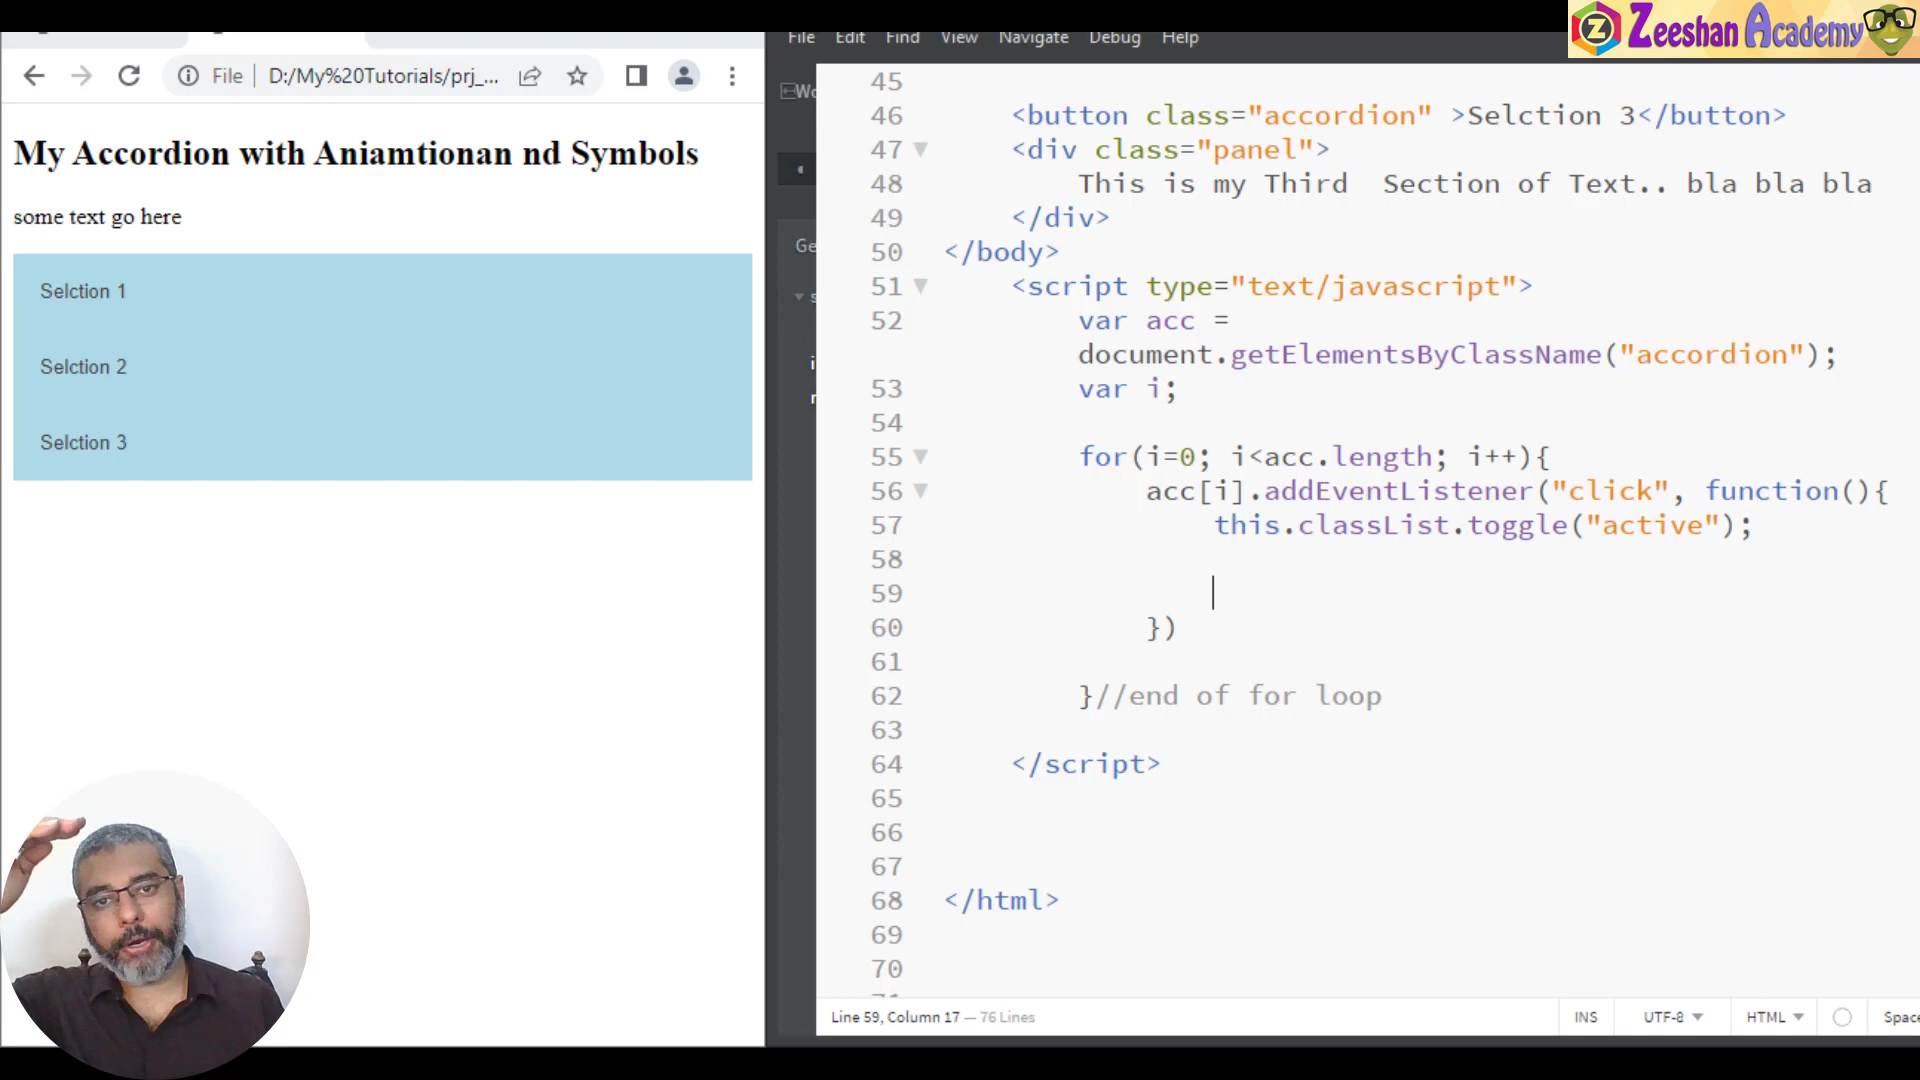 Zeeshan Academy
File Edit Find View Navigate Debug Help
File D:/My%20Tutorials/prj_...
My Accordion with Aniamtionan nd Symbols
some text go here
Selction 1
Selction 2
Selction 3
Wo
Ge
45
46 <button class="accordion" >Selction 3</button>
47 <div class="panel">
48 This is my Third Section of Text.. bla bla bla
49 </div>
50 </body>
51 <script type="text/javascript">
52 var acc =
document.getElementsByClassName("accordion");
53 var i;
54
55 for(i=0; i<acc.length; i++){
56 acc[i].addEventListener("click", function(){
57 this.classList.toggle("active");
58
59
60 })
61
62 }//end of for loop
63
64 </script>
65
66
67
68 </html>
69
70
Line 59, Column 17 — 76 Lines
INS UTF-8 HTML Space